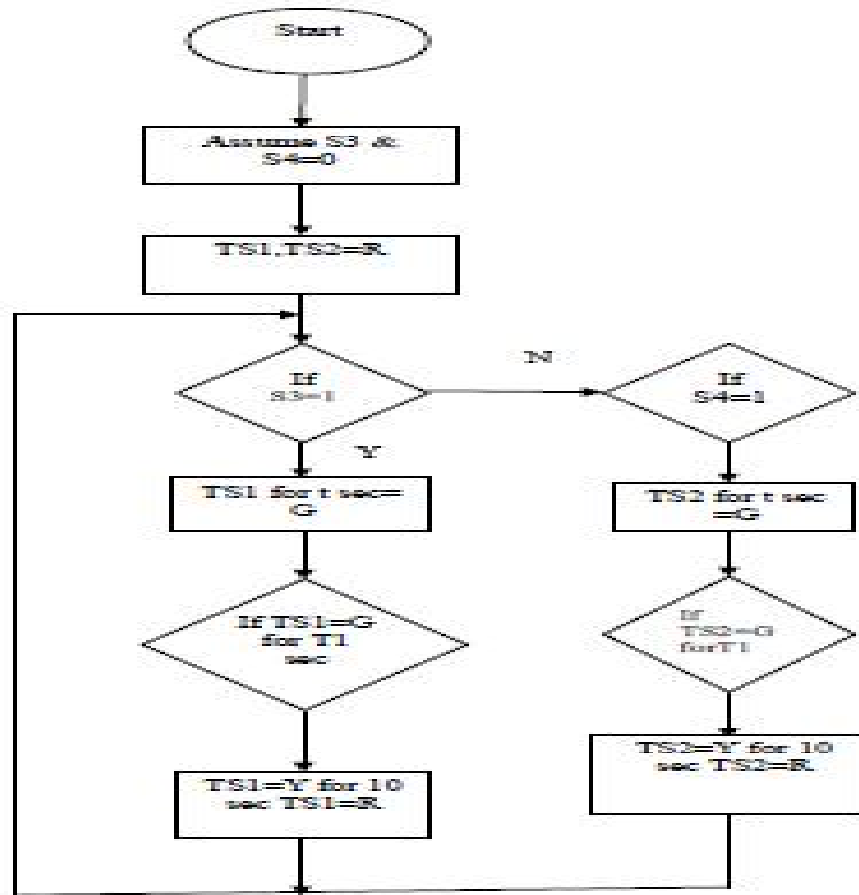 Start
Assume S3 &
S4=0
TS1,TS2=R
If
S3=1
N
If
S4=1
Y
TS1 for t sec=
G
TS2 for t sec
=G
If TS1=G
for T1
sec
If
TS2=G
forT1
TS1=Y for 10
sec TS1=R
TS2=Y for 10
sec TS2=R